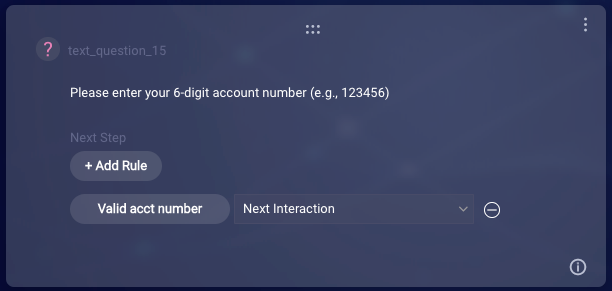 ?
text_question_15
Please enter your 6-digit account number (e.g., 123456)
Next Step
+ Add Rule
Valid acct number Next Interaction